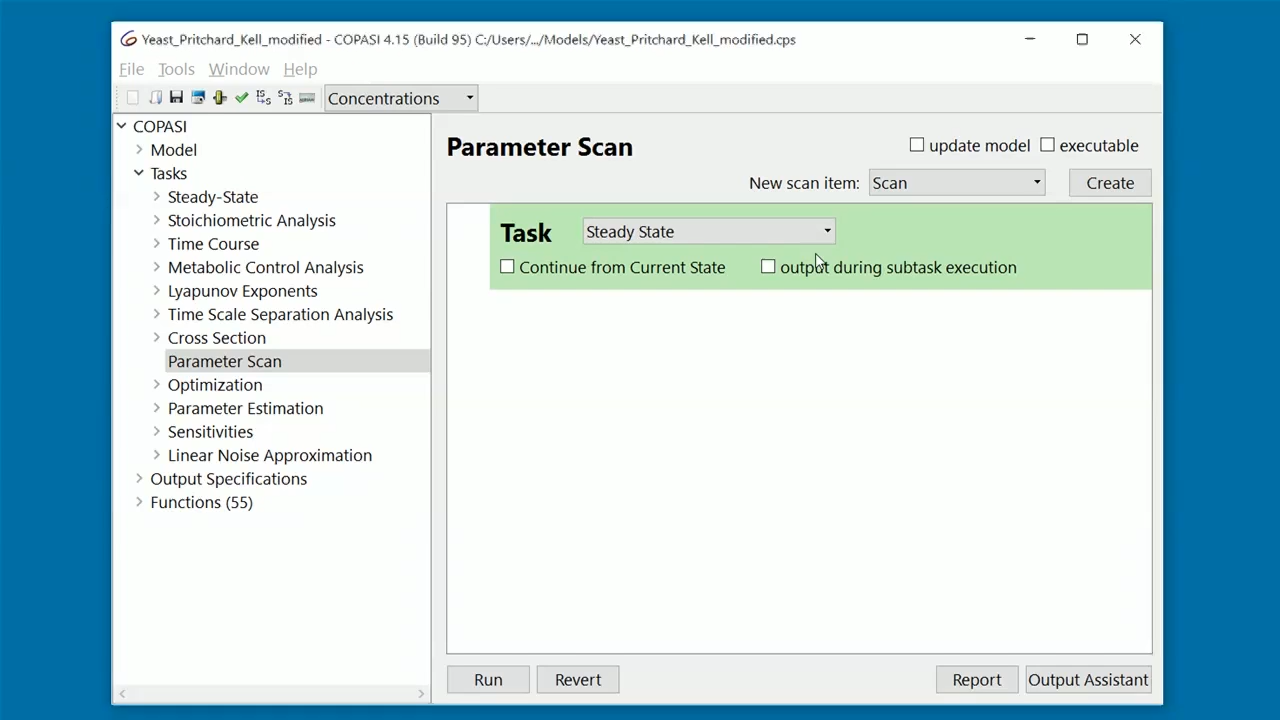 Yeast_Pritchard_Kell_modified - COPASI 4.15 (Build 95) C:/Users/.../Models/Yeast_Pritchard_Kell_modified.cps
File Tools Window Help
Concentrations
COPASI
Model
Tasks
Steady-State
Stoichiometric Analysis
Time Course
Metabolic Control Analysis
Lyapunov Exponents
Time Scale Separation Analysis
Cross Section
Parameter Scan
Optimization
Parameter Estimation
Sensitivities
Linear Noise Approximation
Output Specifications
Functions (55)
Parameter Scan
update model executable
New scan item: Scan Create
Task Steady State
Continue from Current State output during subtask execution
Run Revert Report Output Assistant